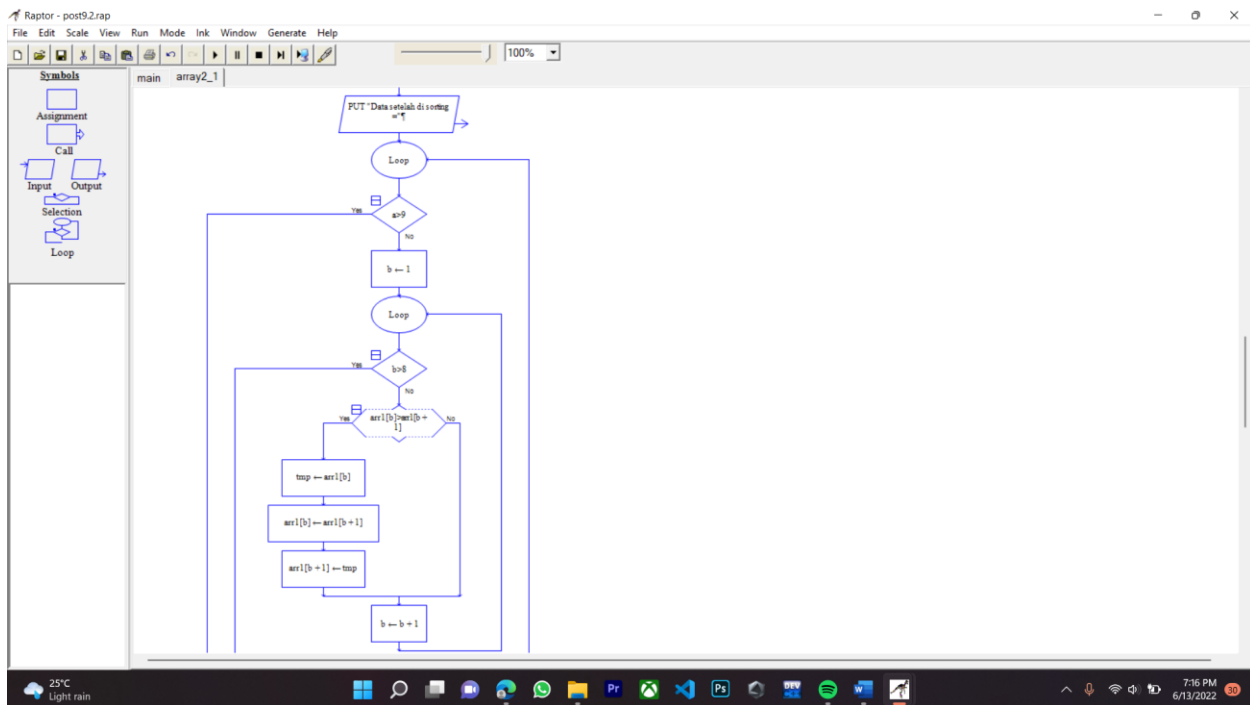 Raptor - post9.2.rap
File Edit Scale View Run Mode Ink Window Generate Help
100%
Symbols
Assignment
Call
Input Output
Selection
Loop
main array2_1
PUT "Data setelah di sorting
="¶
Loop
Yes
a>9
No
b ← 1
Loop
Yes
b>8
No
Yes
arr1[b]>arr1[b +
1]
No
tmp ← arr1[b]
arr1[b] ← arr1[b + 1]
arr1[b + 1] ← tmp
b ← b + 1
25°C
Light rain
Pr
Ps
DEV
W
7:16 PM
6/13/2022
30